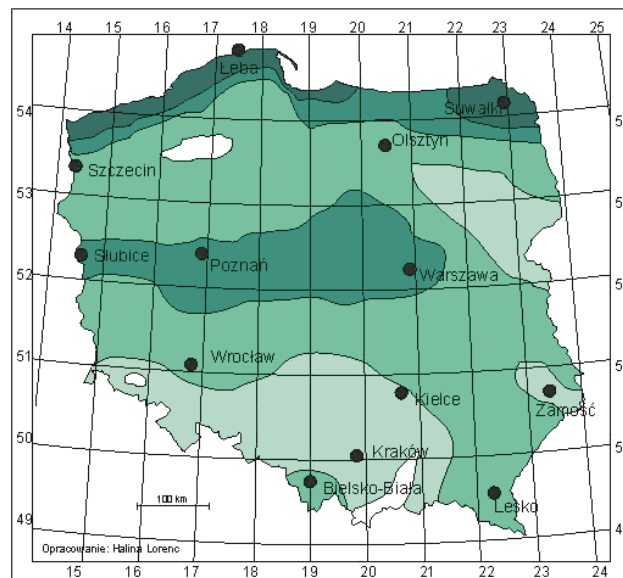 14 15 16 17 18 19 20 21 22 23 24 25
Łeba
54
Suwałki
Olsztyn
Szczecin
53
Słubice
Poznań
Warszawa
52
Wrocław
51
Kielce
Zamość
50
Kraków
Bielsko-Biała
Lesko
100 km
49
Opracowanie: Halina Lorenc
15 16 17 18 19 20 21 22 23 24